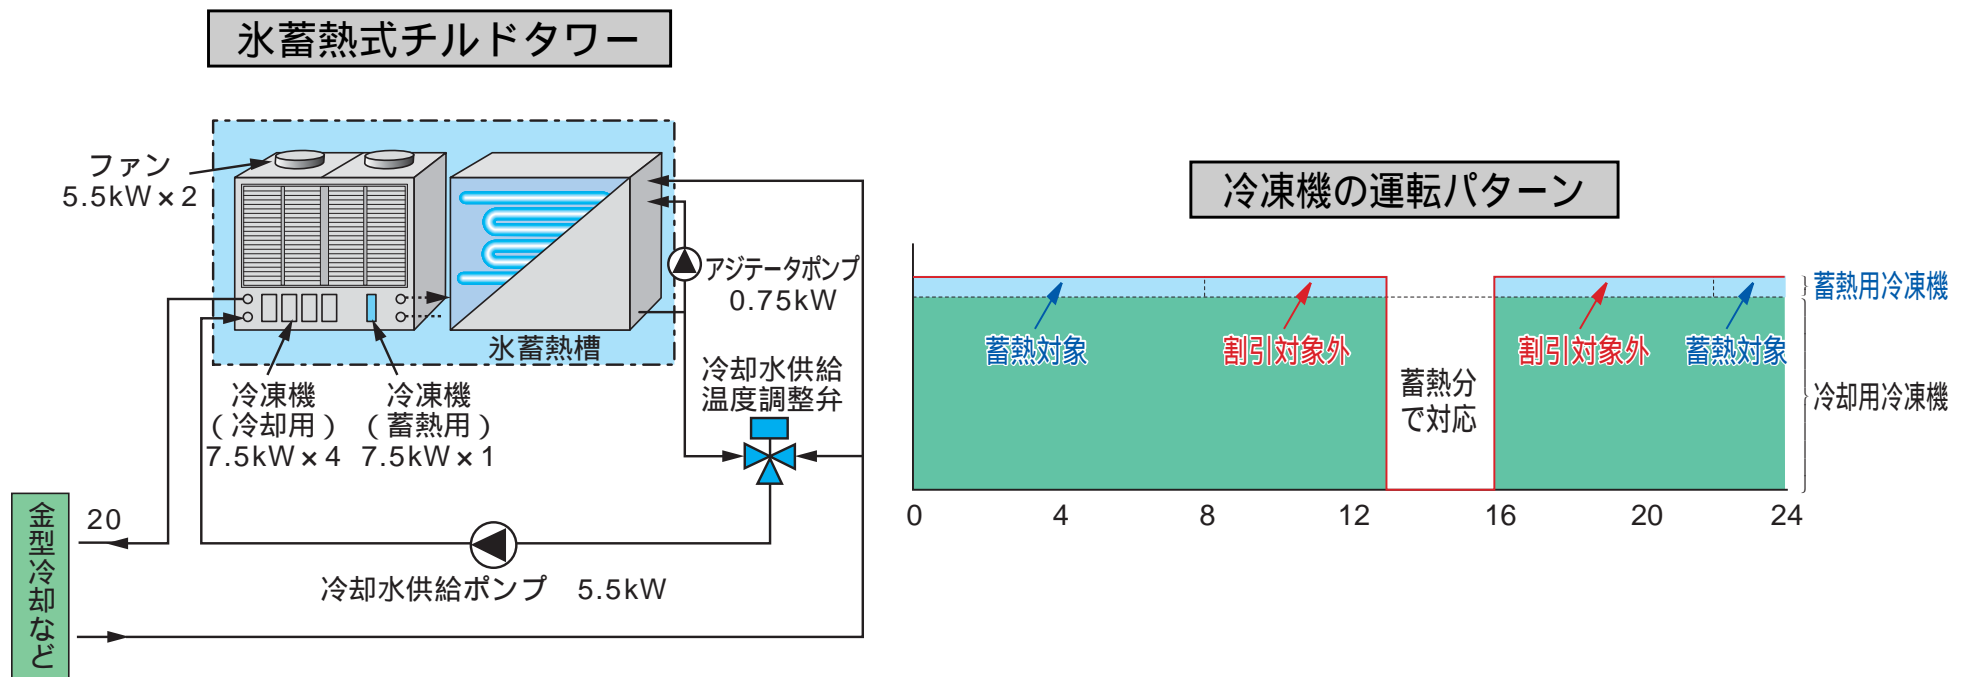 氷蓄熱式チルドタワー
ファン
5.5kW×2
アジテータポンプ
0.75kW
氷蓄熱槽
冷凍機
(冷却用)
7.5kW×4
冷凍機
(蓄熱用)
7.5kW×1
冷却水供給
温度調整弁
金型冷却など
20
冷却水供給ポンプ 5.5kW
冷凍機の運転パターン
蓄熱対象
割引対象外
蓄熱分
で対応
割引対象外
蓄熱対象
蓄熱用冷凍機
冷却用冷凍機
0 4 8 12 16 20 24